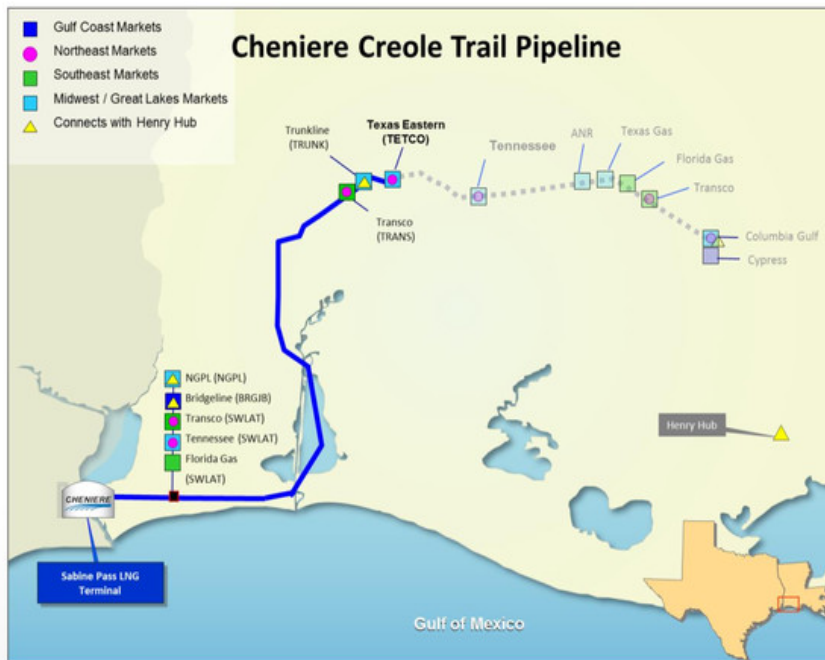 Gulf Coast Markets
Northeast Markets
Southeast Markets
Midwest / Great Lakes Markets
Connects with Henry Hub
Cheniere Creole Trail Pipeline
Trunkline
(TRUNK)
Texas Eastern
(TETCO)
Tennessee
ANR
Texas Gas
Florida Gas
Transco
Transco
(TRANS)
Columbia Gulf
Cypress
NGPL (NGPL)
Bridgeline (BRGJB)
Transco (SWLAT)
Tennessee (SWLAT)
Florida Gas
(SWLAT)
Henry Hub
CHENIERE
Sabine Pass LNG
Terminal
Gulf of Mexico